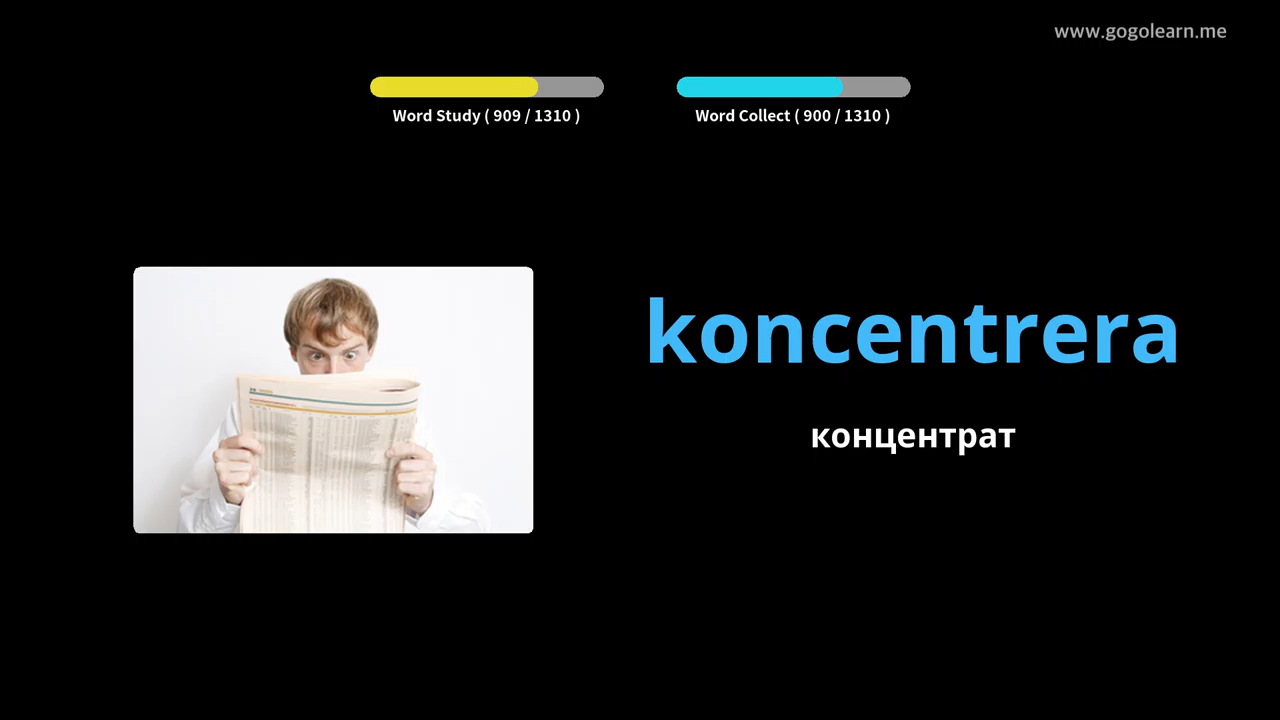 www.gogolearn.me
Word Study ( 909 / 1310 )
Word Collect ( 900 / 1310 )
koncentrera
концентрат